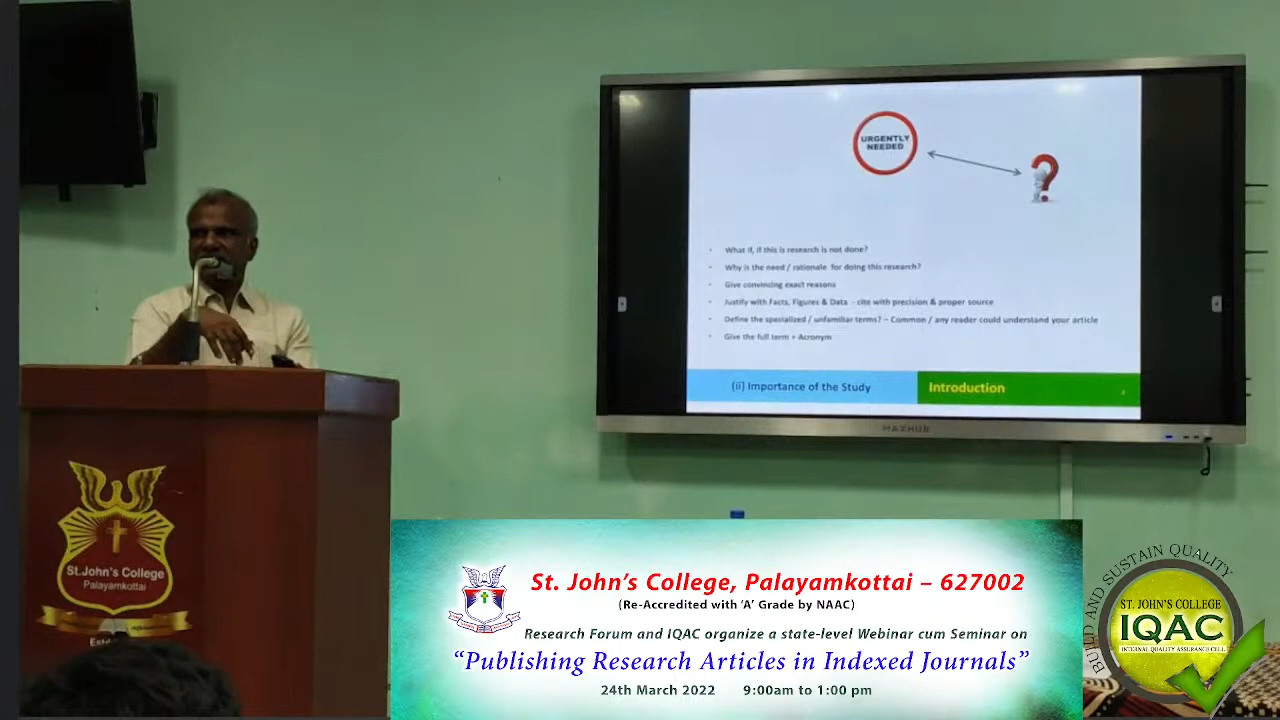 URGENTLY
NEEDED
?
What if, if this is research is not done?
Why is the need / rationale for doing this research?
Give convincing exact reasons
Justify with Facts, Figures & Data - cite with precision & proper source
Define the specialized / unfamiliar terms? – Common / any reader could understand your article
Give the full term + Acronym
(ii) Importance of the Study
Introduction
MAXHUB
St.John's College
Palayamkottai
Estd
St. John's College, Palayamkottai – 627002
(Re-Accredited with 'A' Grade by NAAC)
Research Forum and IQAC organize a state-level Webinar cum Seminar on
"Publishing Research Articles in Indexed Journals"
24th March 2022 9:00am to 1:00 pm
BUILD AND SUSTAIN QUALITY
ST. JOHN'S COLLEGE
IQAC
INTERNAL QUALITY ASSURANCE CELL